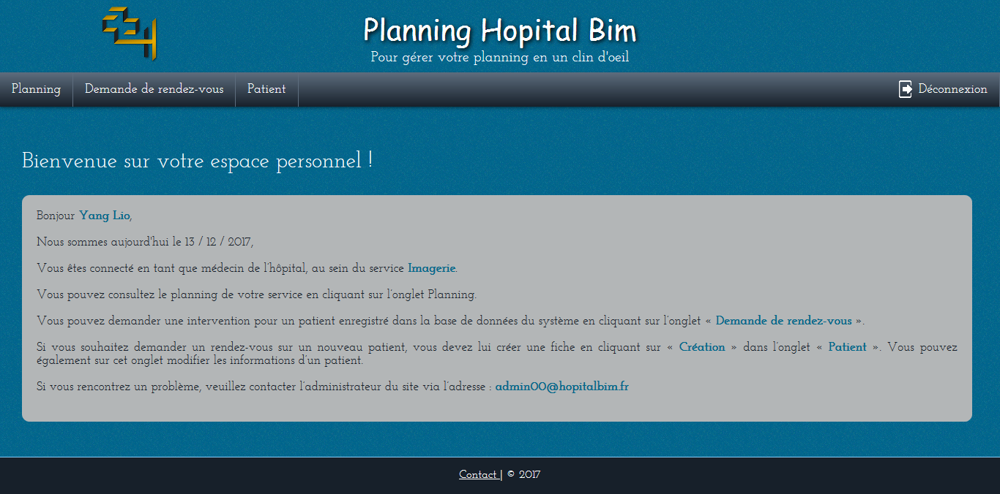 224
Planning Hopital Bim
Pour gérer votre planning en un clin d'oeil
Planning
Demande de rendez-vous
Patient
Déconnexion
Bienvenue sur votre espace personnel !
Bonjour Yang Lio,
Nous sommes aujourd'hui le 13 / 12 / 2017,
Vous êtes connecté en tant que médecin de l'hôpital, au sein du service Imagerie.
Vous pouvez consultez le planning de votre service en cliquant sur l'onglet Planning.
Vous pouvez demander une intervention pour un patient enregistré dans la base de données du système en cliquant sur l'onglet « Demande de rendez-vous ».
Si vous souhaitez demander un rendez-vous sur un nouveau patient, vous devez lui créer une fiche en cliquant sur « Création » dans l'onglet « Patient ». Vous pouvez
également sur cet onglet modifier les informations d'un patient.
Si vous rencontrez un problème, veuillez contacter l'administrateur du site via l'adresse : admin00@hopitalbim.fr
Contact | © 2017